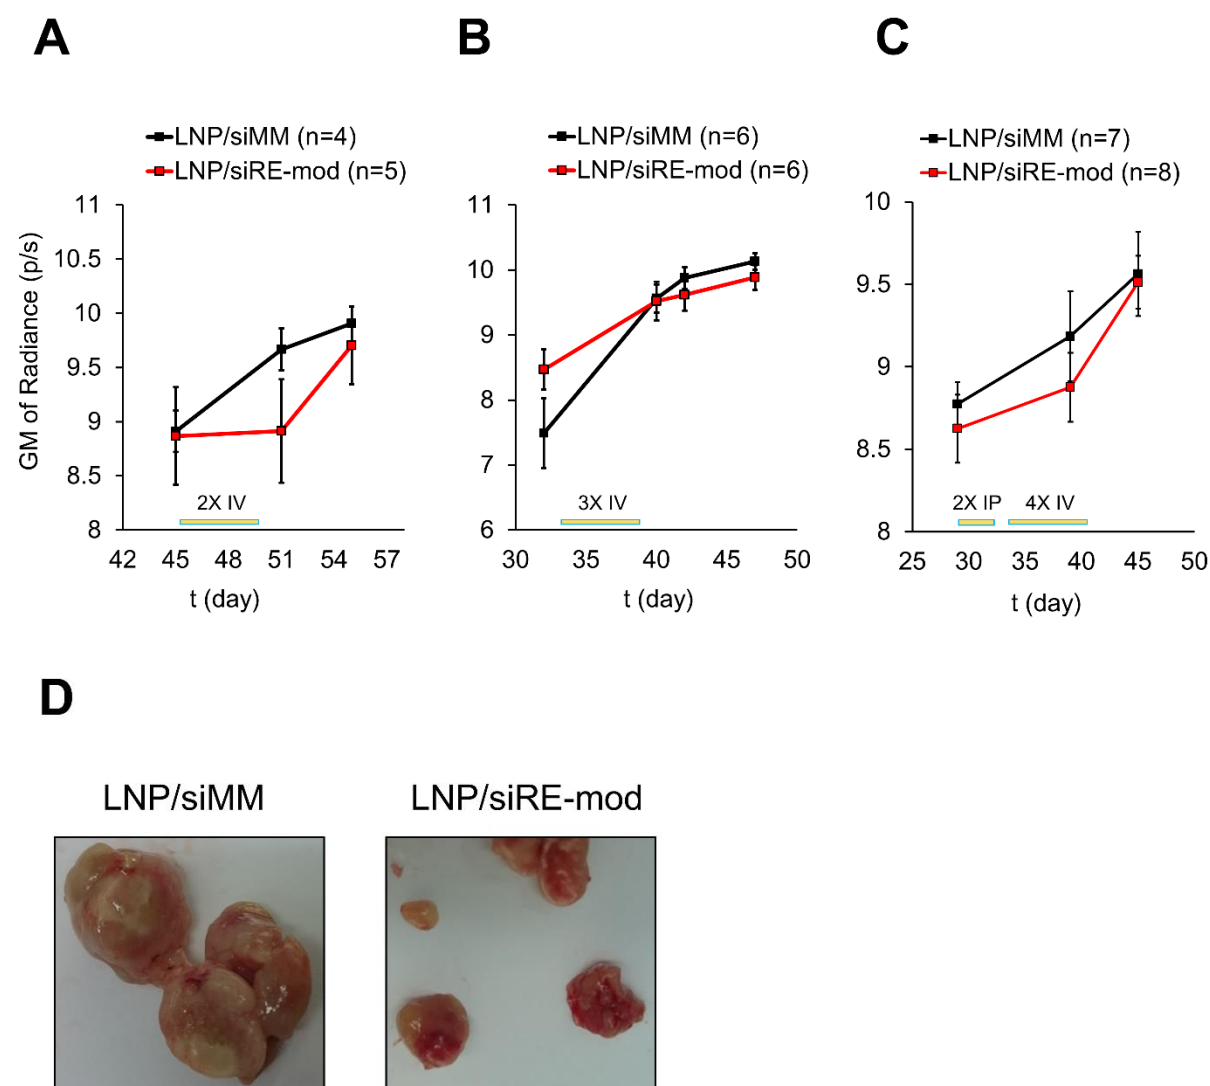 A
B
C
LNP/siMM (n=4)
LNP/siRE-mod (n=5)
LNP/siMM (n=6)
LNP/siRE-mod (n=6)
LNP/siMM (n=7)
LNP/siRE-mod (n=8)
GM of Radiance (p/s)
11
10.5
10
9.5
9
8.5
8
2X IV
42 45 48 51 54 57
t (day)
11
10
9
8
7
6
3X IV
30 35 40 45 50
t (day)
10
9.5
9
8.5
8
2X IP 4X IV
25 30 35 40 45 50
t (day)
D
LNP/siMM
LNP/siRE-mod